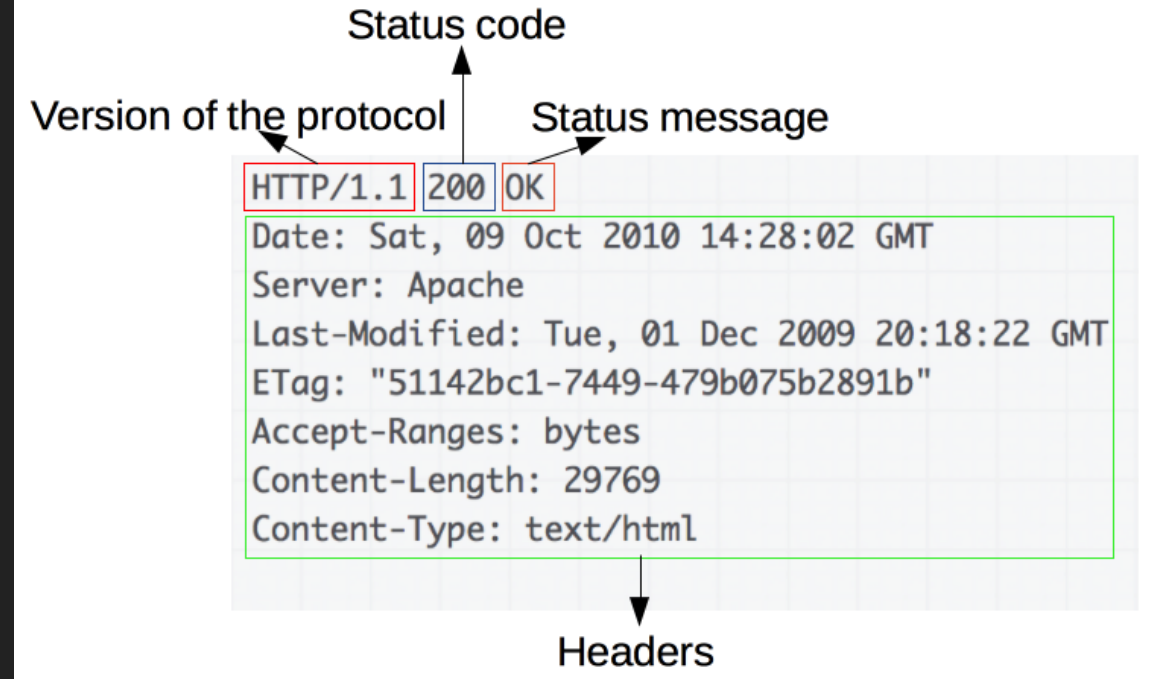 Status code
Version of the protocol
Status message
HTTP/1.1 200 OK
Date: Sat, 09 Oct 2010 14:28:02 GMT
Server: Apache
Last-Modified: Tue, 01 Dec 2009 20:18:22 GMT
ETag: "51142bc1-7449-479b075b2891b"
Accept-Ranges: bytes
Content-Length: 29769
Content-Type: text/html
Headers